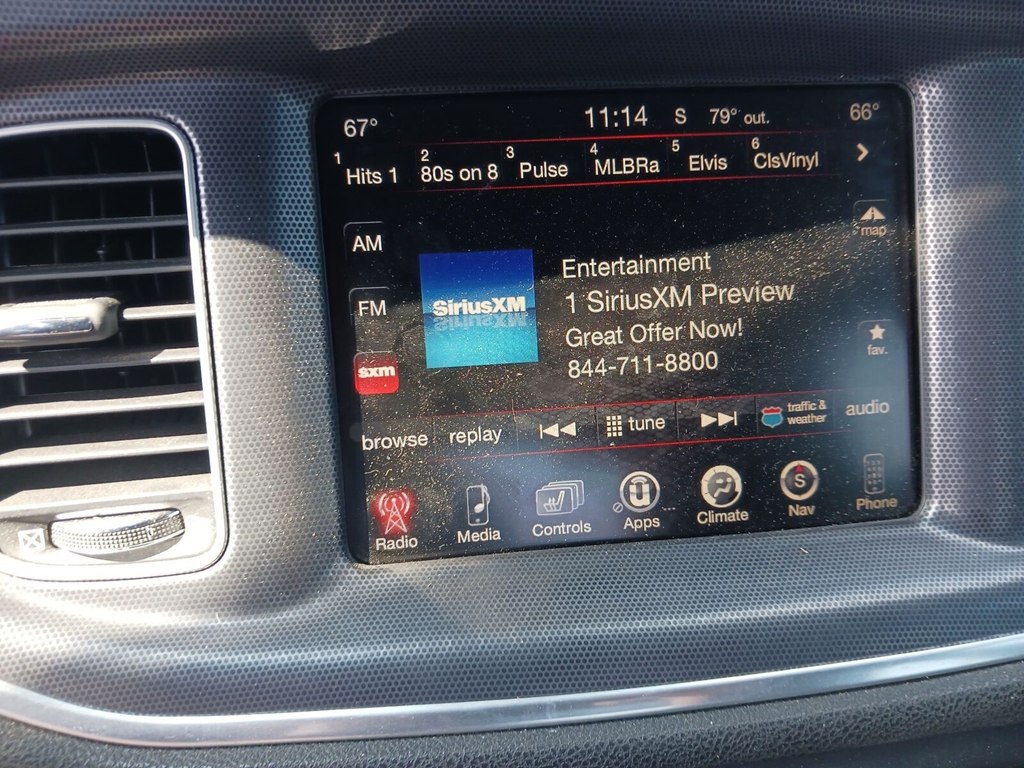 67° 11:14 S 79° out. 66°
1 Hits 1 2 80s on 8 3 Pulse 4 MLBRa 5 Elvis 6 ClsVinyl
AM
map
SiriusXM
Entertainment
1 SiriusXM Preview
Great Offer Now!
844-711-8800
FM
fav.
sxm
browse replay tune traffic & weather audio
Radio Media Controls Apps Climate S Nav Phone